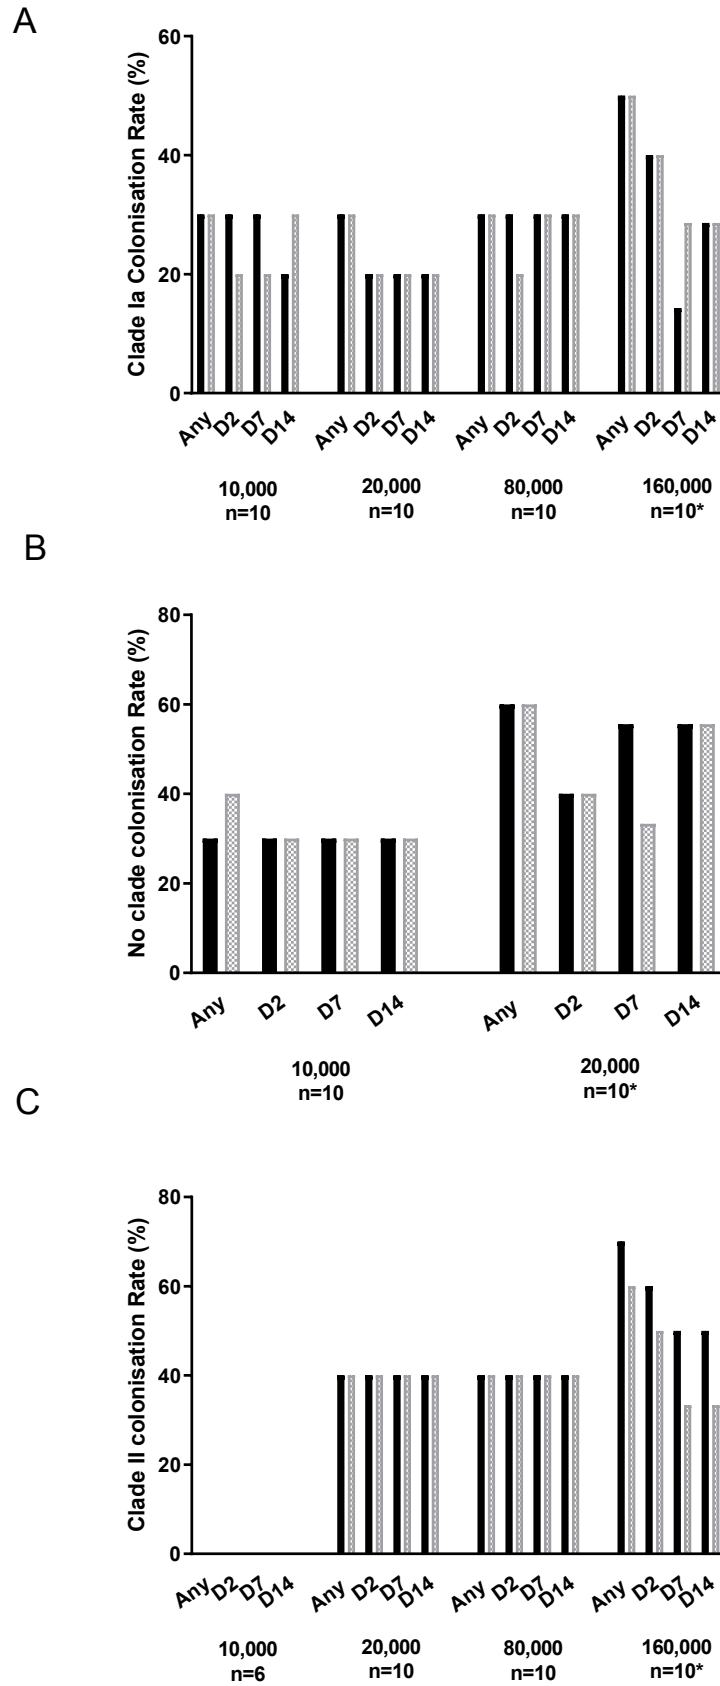 A
Clade Ia Colonisation Rate (%)
60
40
20
0
Any D2 D7 D14 Any D2 D7 D14 Any D2 D7 D14 Any D2 D7 D14
10,000 20,000 80,000 160,000
n=10 n=10 n=10 n=10*
B
No clade colonisation Rate (%)
80
60
40
20
0
Any D2 D7 D14 Any D2 D7 D14
10,000 20,000
n=10 n=10*
C
Clade II colonisation Rate (%)
80
60
40
20
0
Any D2 D7 D14 Any D2 D7 D14 Any D2 D7 D14 Any D2 D7 D14
10,000 20,000 80,000 160,000
n=6 n=10 n=10 n=10*